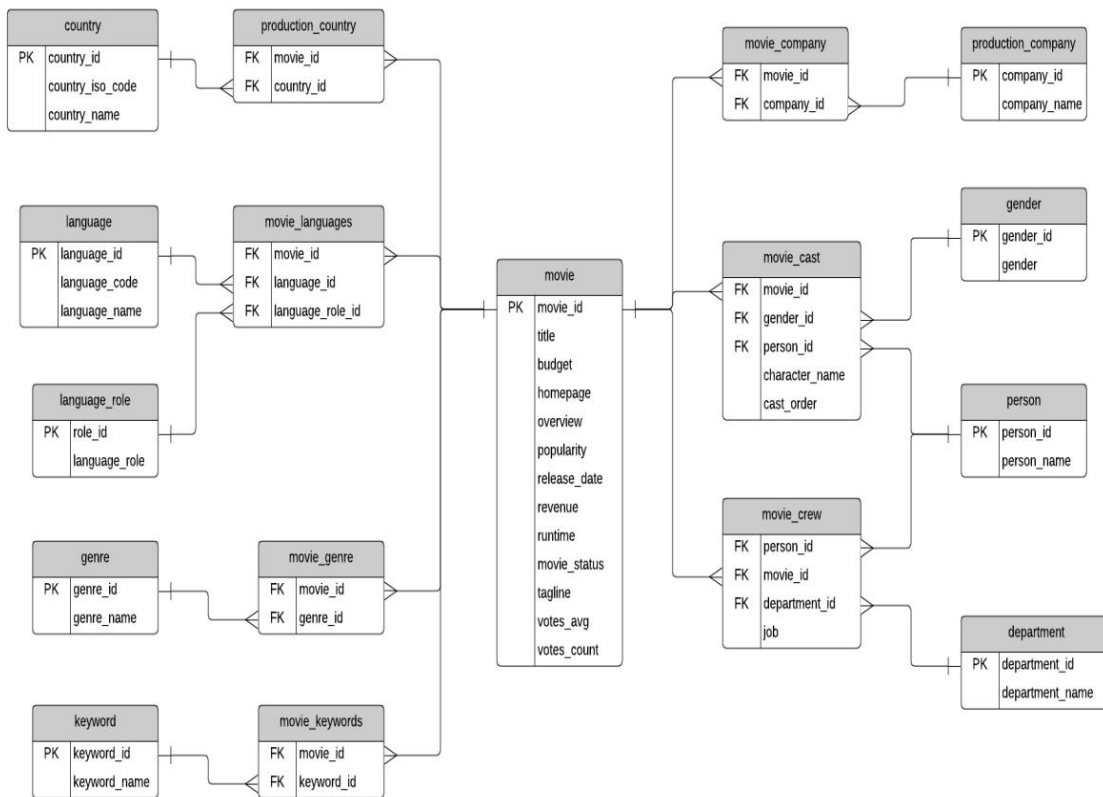 country
PK country_id
country_iso_code
country_name
production_country
FK movie_id
FK country_id
language
PK language_id
language_code
language_name
movie_languages
FK movie_id
FK language_id
FK language_role_id
language_role
PK role_id
language_role
genre
PK genre_id
genre_name
movie_genre
FK movie_id
FK genre_id
keyword
PK keyword_id
keyword_name
movie_keywords
FK movie_id
FK keyword_id
movie
PK movie_id
title
budget
homepage
overview
popularity
release_date
revenue
runtime
movie_status
tagline
votes_avg
votes_count
movie_company
FK movie_id
FK company_id
production_company
PK company_id
company_name
gender
PK gender_id
gender
movie_cast
FK movie_id
FK gender_id
FK person_id
character_name
cast_order
person
PK person_id
person_name
movie_crew
FK person_id
FK movie_id
FK department_id
job
department
PK department_id
department_name